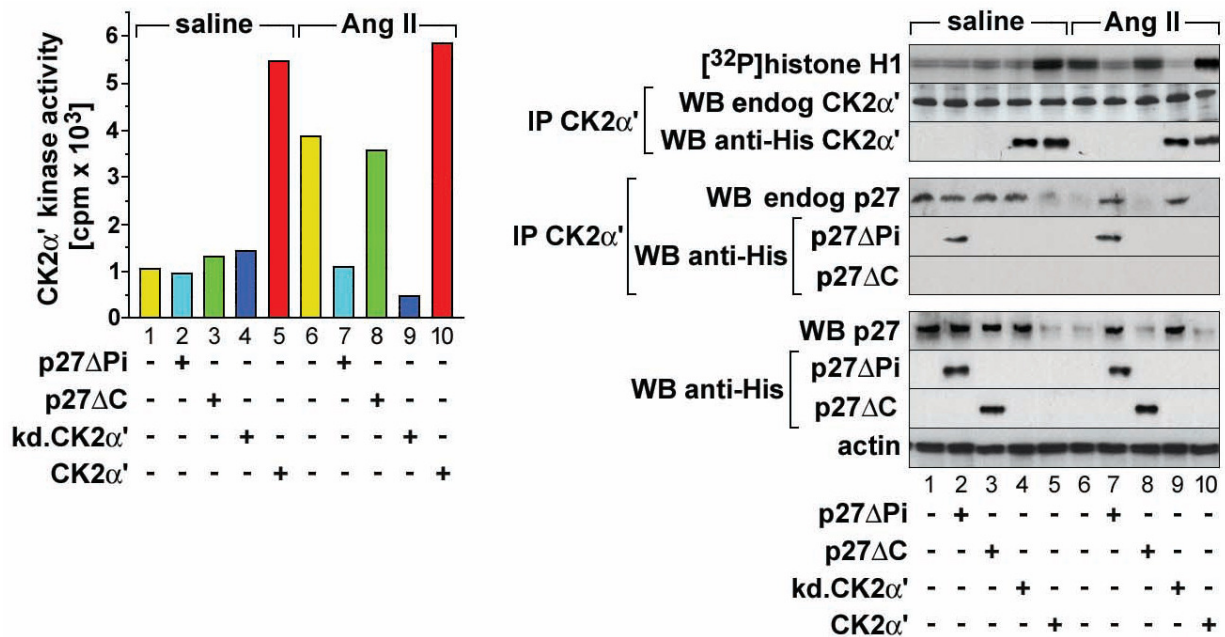 saline Ang II
CK2α' kinase activity
[cpm x 10³]
6
5
4
3
2
1
0
1 2 3 4 5 6 7 8 9 10
p27ΔPi - + - - - - + - - -
p27ΔC - - + - - - - + - -
kd.CK2α' - - - + - - - - + -
CK2α' - - - - + - - - - +
saline Ang II
[³²P]histone H1
IP CK2α'
WB endog CK2α'
WB anti-His CK2α'
IP CK2α'
WB endog p27
WB anti-His
p27ΔPi
p27ΔC
WB p27
WB anti-His
p27ΔPi
p27ΔC
actin
1 2 3 4 5 6 7 8 9 10
p27ΔPi - + - - - - + - - -
p27ΔC - - + - - - - + - -
kd.CK2α' - - - + - - - - + -
CK2α' - - - - + - - - - +